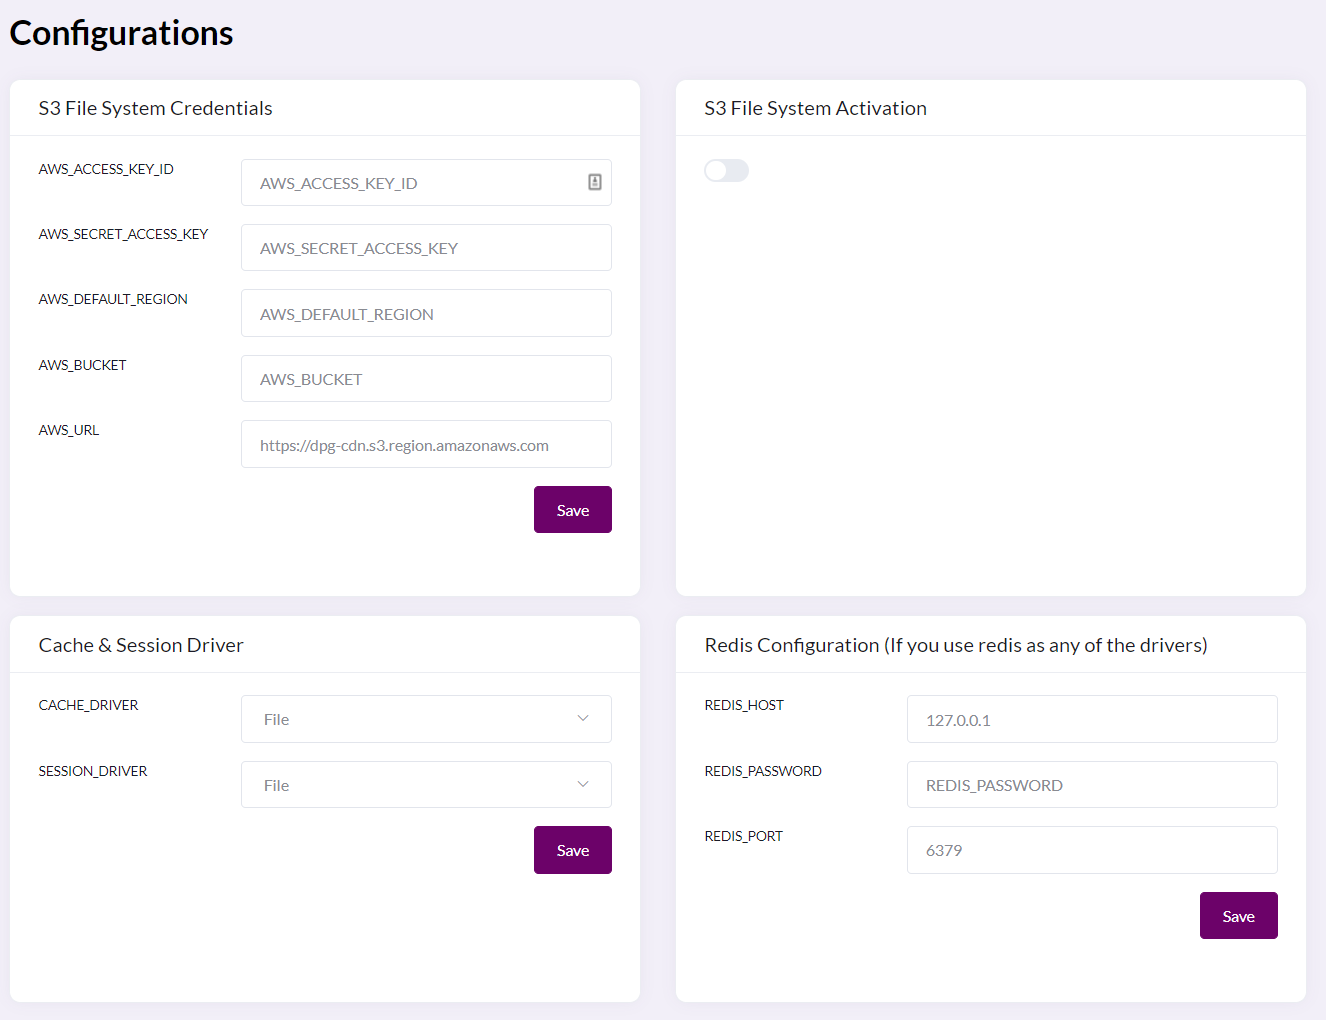 Configurations
S3 File System Credentials
AWS_ACCESS_KEY_ID
AWS_ACCESS_KEY_ID
AWS_SECRET_ACCESS_KEY
AWS_SECRET_ACCESS_KEY
AWS_DEFAULT_REGION
AWS_DEFAULT_REGION
AWS_BUCKET
AWS_BUCKET
AWS_URL
https://dpg-cdn.s3.region.amazonaws.com
Save
S3 File System Activation
Cache & Session Driver
CACHE_DRIVER
File
SESSION_DRIVER
File
Save
Redis Configuration (If you use redis as any of the drivers)
REDIS_HOST
127.0.0.1
REDIS_PASSWORD
REDIS_PASSWORD
REDIS_PORT
6379
Save